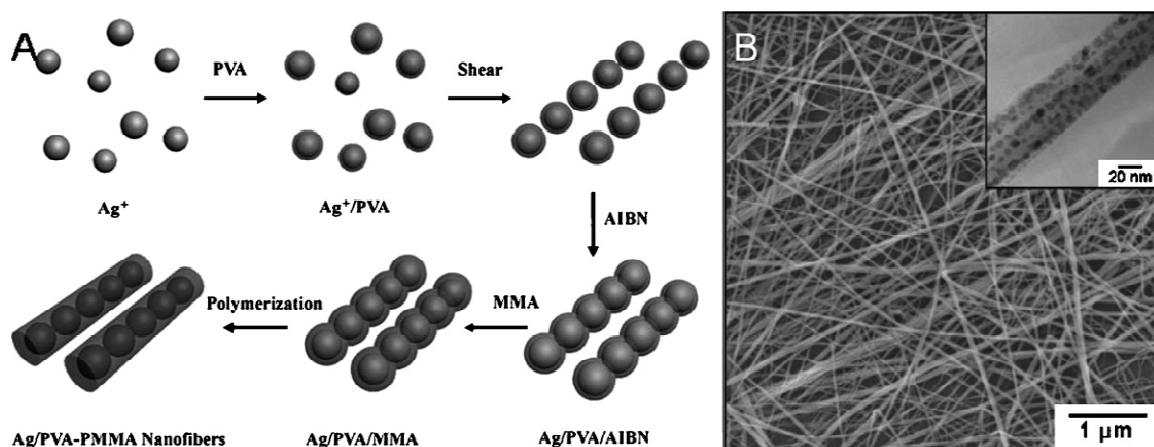 A
PVA
Shear
Ag⁺
Ag⁺/PVA
AIBN
Polymerization
MMA
Ag/PVA-PMMA Nanofibers
Ag/PVA/MMA
Ag/PVA/AIBN
B
20 nm
1 μm